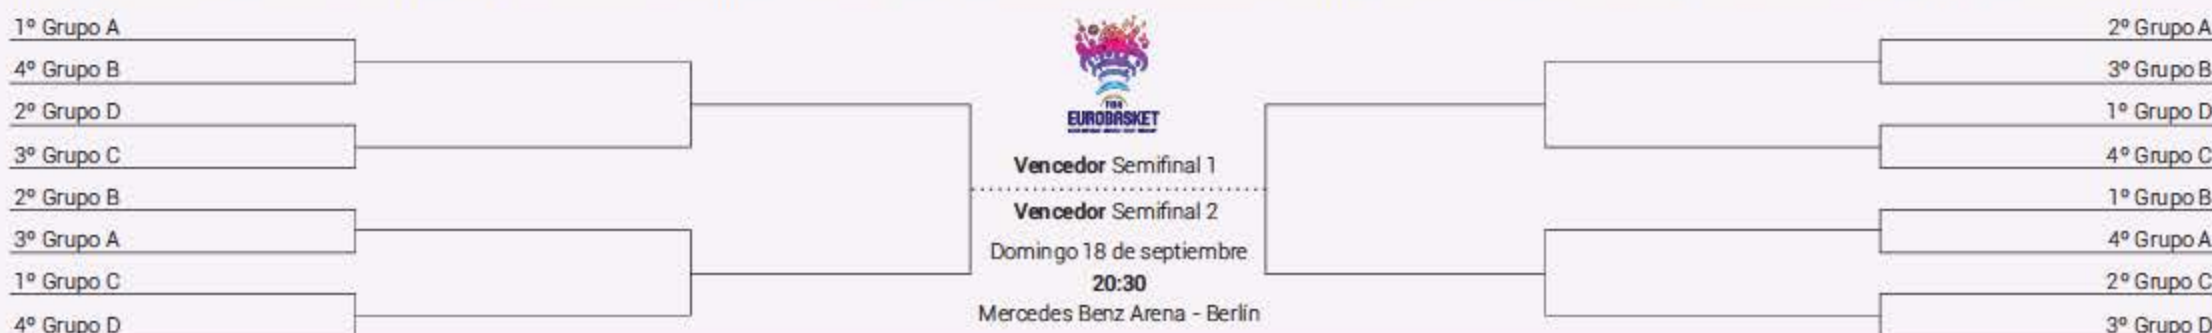 1º Grupo A
4º Grupo B
2º Grupo D
3º Grupo C
2º Grupo B
3º Grupo A
1º Grupo C
4º Grupo D
FIBA
EUROBASKET
Vencedor Semifinal 1
Vencedor Semifinal 2
Domingo 18 de septiembre
20:30
Mercedes Benz Arena - Berlín
2º Grupo A
3º Grupo B
1º Grupo D
4º Grupo C
1º Grupo B
4º Grupo A
2º Grupo C
3º Grupo D